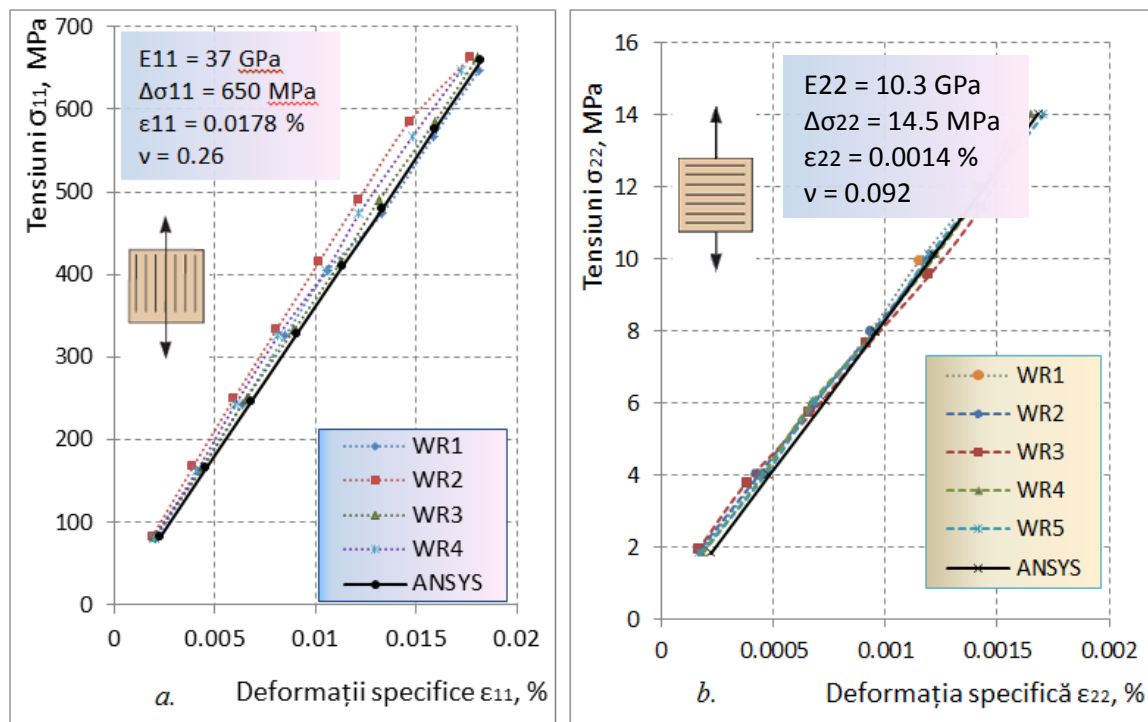 Tensiuni σ11, MPa
700
600
500
400
300
200
100
0
E11 = 37 GPa
Δσ11 = 650 MPa
ε11 = 0.0178 %
ν = 0.26
WR1
WR2
WR3
WR4
ANSYS
0 0.005 0.01 0.015 0.02
a. Deformații specifice ε11, %
Tensiuni σ22, MPa
16
14
12
10
8
6
4
2
0
E22 = 10.3 GPa
Δσ22 = 14.5 MPa
ε22 = 0.0014 %
ν = 0.092
WR1
WR2
WR3
WR4
WR5
ANSYS
0 0.0005 0.001 0.0015 0.002
b. Deformația specifică ε22, %